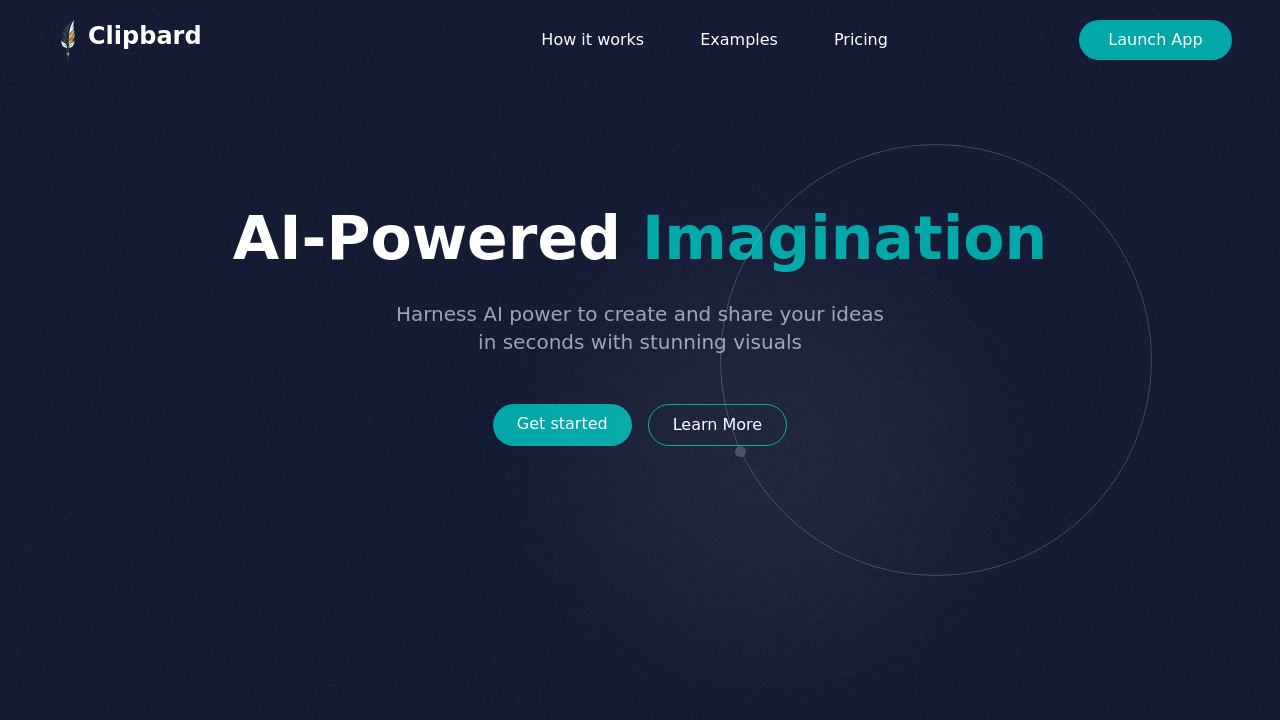 Clipbard
How it works
Examples
Pricing
Launch App
AI-Powered Imagination
Harness AI power to create and share your ideas
in seconds with stunning visuals
Get started
Learn More